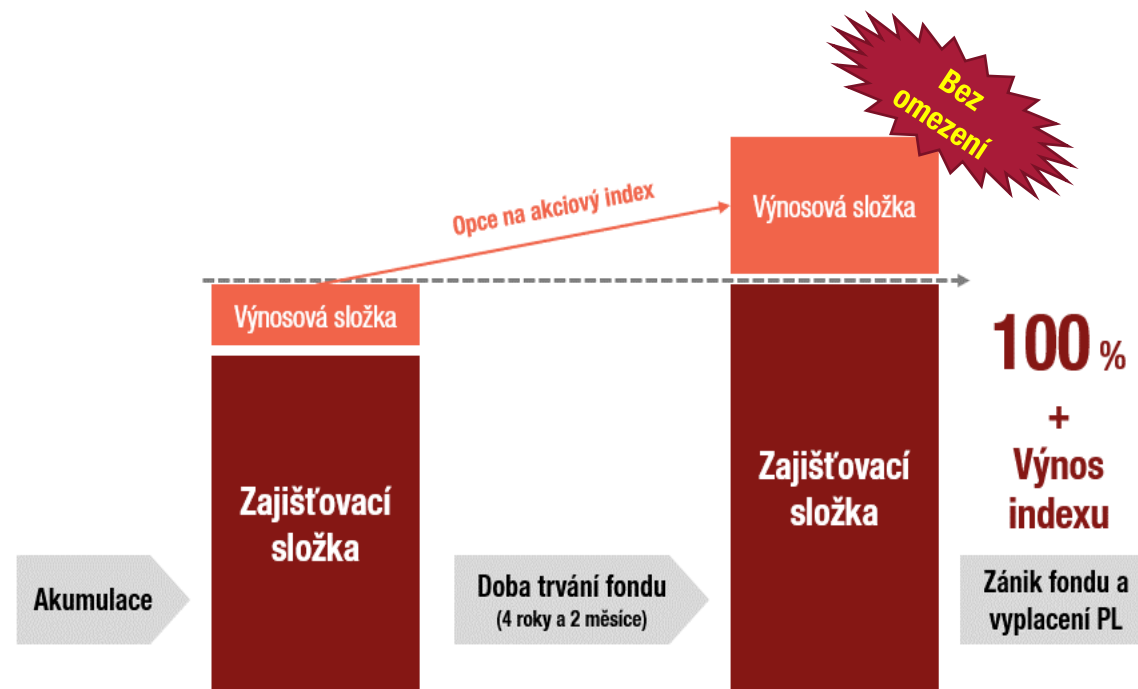 Bez
omezení
Opce na akciový index
Výnosová složka
Výnosová složka
100 %
+
Výnos
indexu
Zajišťovací
složka
Zajišťovací
složka
Akumulace
Doba trvání fondu
(4 roky a 2 měsíce)
Zánik fondu a
vyplacení PL